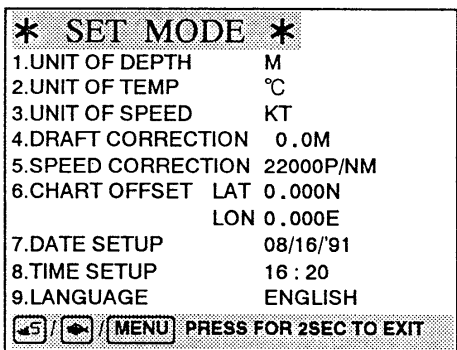 * SET MODE *
1.UNIT OF DEPTH M
2.UNIT OF TEMP °C
3.UNIT OF SPEED KT
4.DRAFT CORRECTION 0.0M
5.SPEED CORRECTION 22000P/NM
6.CHART OFFSET LAT 0.000N
LON 0.000E
7.DATE SETUP 08/16/'91
8.TIME SETUP 16 : 20
9.LANGUAGE ENGLISH
/ / MENU PRESS FOR 2SEC TO EXIT